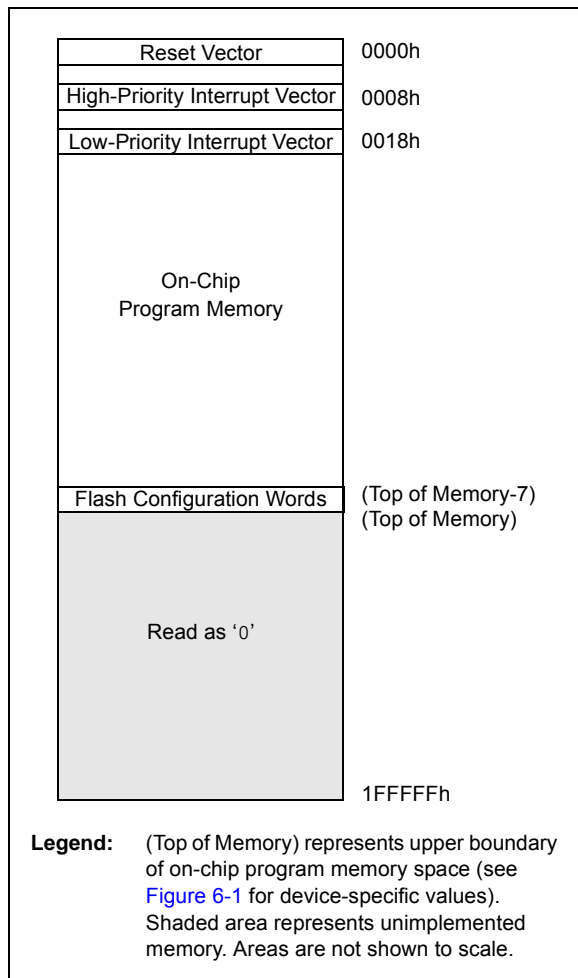 Reset Vector 0000h
High-Priority Interrupt Vector 0008h
Low-Priority Interrupt Vector 0018h
On-Chip
Program Memory
Flash Configuration Words (Top of Memory-7)
(Top of Memory)
Read as ‘0’
1FFFFFh
Legend: (Top of Memory) represents upper boundary
of on-chip program memory space (see
Figure 6-1 for device-specific values).
Shaded area represents unimplemented
memory. Areas are not shown to scale.